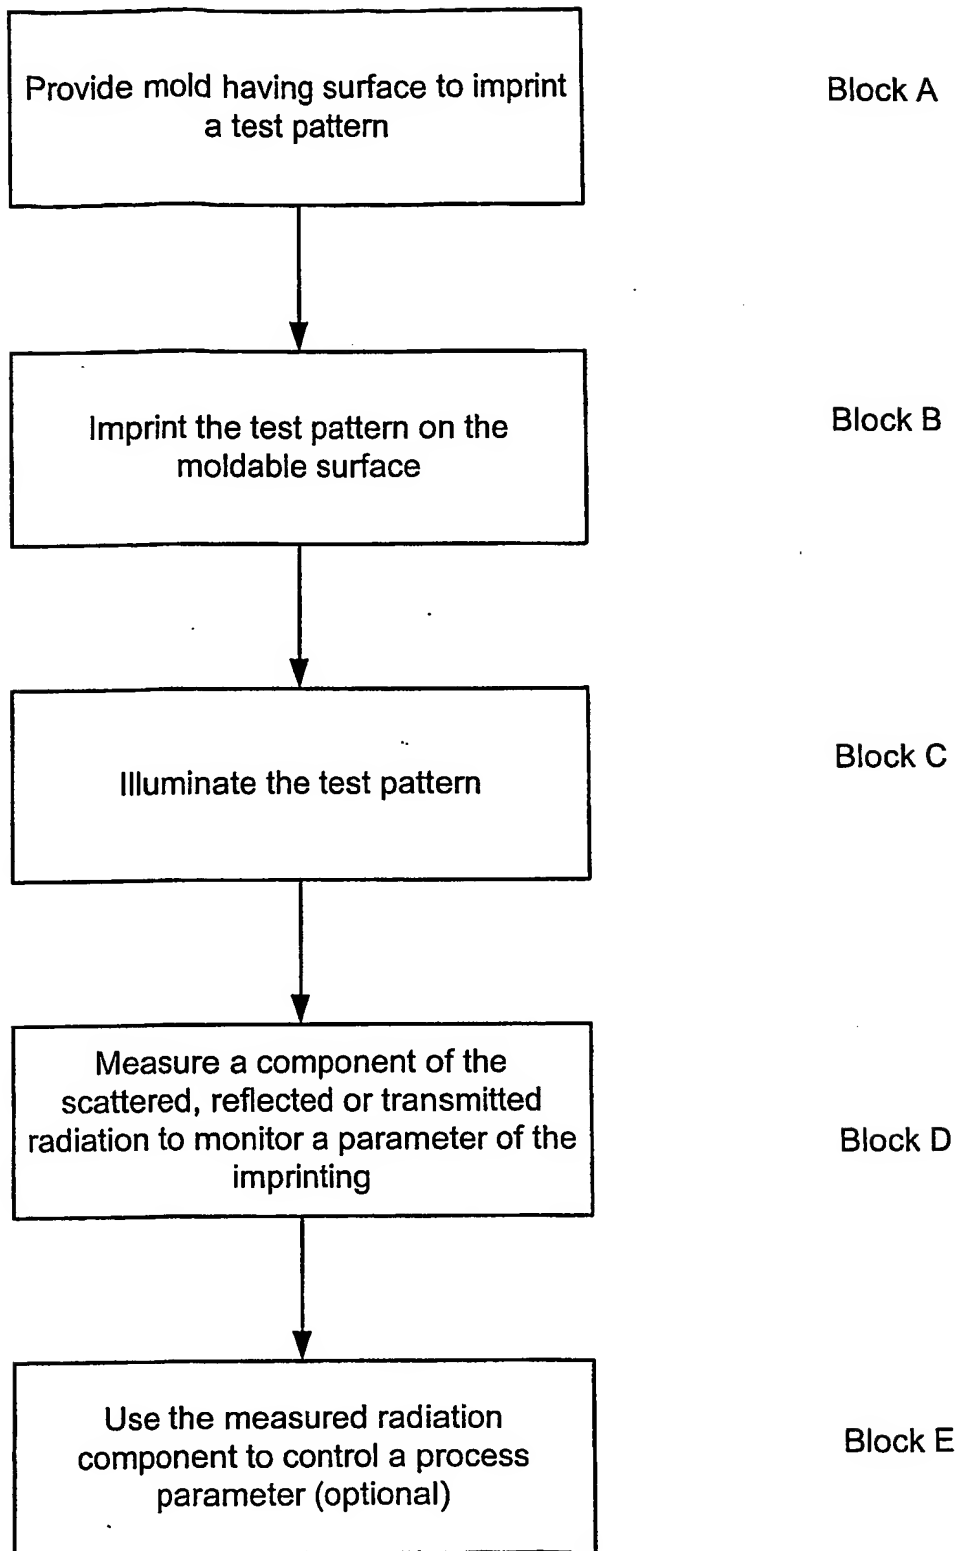 Provide mold having surface to imprint
a test pattern
Block A
Imprint the test pattern on the
moldable surface
Block B
Illuminate the test pattern
Block C
Measure a component of the
scattered, reflected or transmitted
radiation to monitor a parameter of the
imprinting
Block D
Use the measured radiation
component to control a process
parameter (optional)
Block E